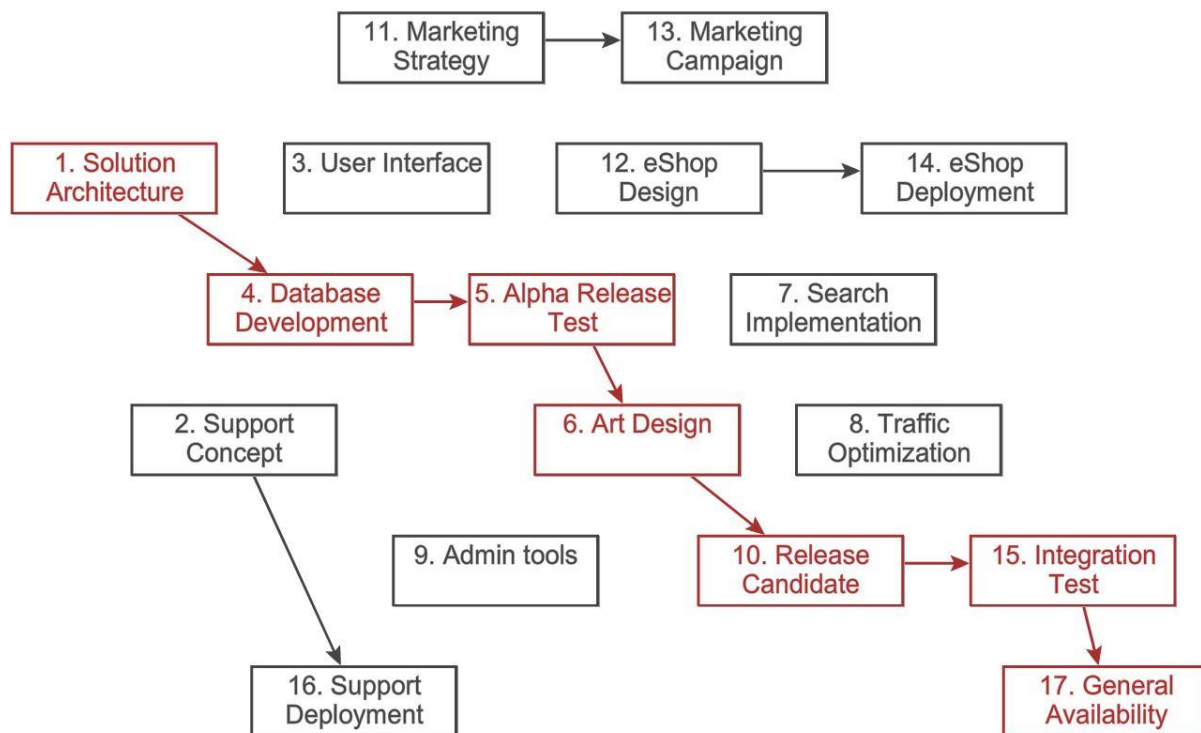 11. Marketing
Strategy
13. Marketing
Campaign
1. Solution
Architecture
3. User Interface
12. eShop
Design
14. eShop
Deployment
4. Database
Development
5. Alpha Release
Test
7. Search
Implementation
2. Support
Concept
6. Art Design
8. Traffic
Optimization
9. Admin tools
10. Release
Candidate
15. Integration
Test
16. Support
Deployment
17. General
Availability